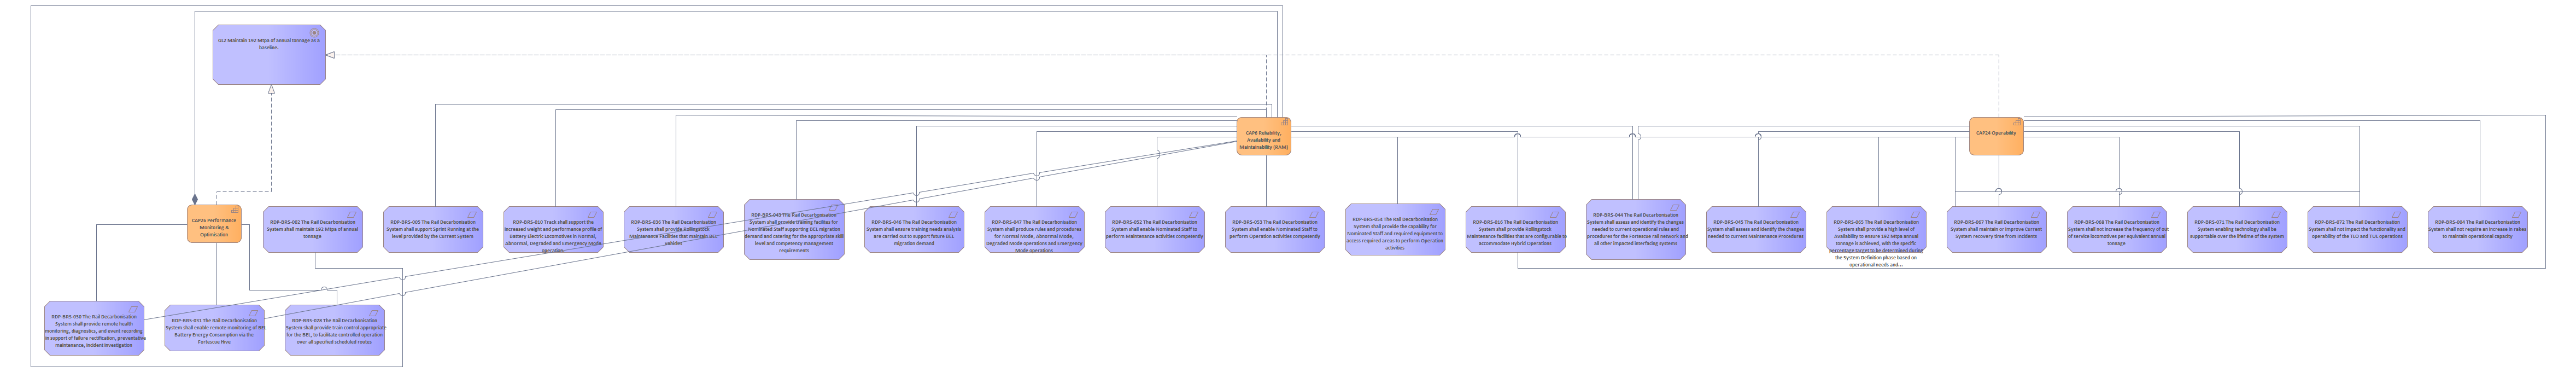 GL2 Maintain 192 Mtpa of annual tonnage as a
baseline.
CAP6 Reliability,
Availability and
Maintainability (RAM)
CAP24 Operability
CAP26 Performance
Monitoring &
Optimisation
RDP-BRS-002 The Rail Decarbonisation
System shall maintain 192 Mtpa of annual
tonnage
RDP-BRS-005 The Rail Decarbonisation
System shall support Sprint Running at the
level provided by the Current System
RDP-BRS-010 Track shall support the
increased weight and performance profile of
Battery Electric Locomotives in Normal,
Abnormal, Degraded and Emergency Mode
operation.
RDP-BRS-036 The Rail Decarbonisation
System shall provide Rollingstock
Maintenance Facilities that maintain BEL
vehicles
RDP-BRS-043 The Rail Decarbonisation
System shall provide training facilities for
Nominated Staff supporting BEL migration
demand and catering for the appropriate skill
level and competency management
requirements
RDP-BRS-046 The Rail Decarbonisation
System shall ensure training needs analysis
are carried out to support future BEL
migration demand
RDP-BRS-047 The Rail Decarbonisation
System shall produce rules and procedures
for Normal Mode, Abnormal Mode,
Degraded Mode operations and Emergency
Mode operations
RDP-BRS-052 The Rail Decarbonisation
System shall enable Nominated Staff to
perform Maintenance activities competently
RDP-BRS-053 The Rail Decarbonisation
System shall enable Nominated Staff to
perform Operation activities competently
RDP-BRS-054 The Rail Decarbonisation
System shall provide the capability for
Nominated Staff and required equipment to
access required areas to perform Operation
activities
The Rail Decarbonisation
System shall provide Rollingstock
Maintenance facilities that are configurable to
accommodate Hybrid Operations
RDP-BRS-044 The Rail Decarbonisation
System shall assess and identify the changes
needed to current operational rules and
procedures for the Fortescue rail network and
all other impacted interfacing systems
RDP-BRS-045 The Rail Decarbonisation
System shall assess and identify the changes
needed to current Maintenance Procedures
RDP-BRS-065 The Rail Decarbonisation
System shall provide a high level of
Availability to ensure 192 Mtpa annual
tonnage is achieved, with the specific
percentage target to be determined during
the System Definition phase based on
operational needs and...
RDP-BRS-067 The Rail Decarbonisation
System shall maintain or improve Current
System recovery time from incidents
RDP-BRS-068 The Rail Decarbonisation
System shall not increase the frequency of out
of service locomotives per equivalent annual
tonnage
RDP-BRS-071 The Rail Decarbonisation
System enabling technology shall be
supportable over the lifetime of the system
RDP-BRS-072 The Rail Decarbonisation
System shall not impact the functionality and
operability of the TLO and TUL operations
RDP-BRS-004 The Rail Decarbonisation
System shall not require an increase in rakes
to maintain operational capacity
RDP-BRS-030 The Rail Decarbonisation
System shall provide remote health
monitoring, diagnostics, and event recording
in support of failure rectification, preventative
maintenance, incident investigation
RDP-BRS-031 The Rail Decarbonisation
System shall enable remote monitoring of BEL
Battery Energy Consumption via the
Fortescue Hive
RDP-BRS-028 The Rail Decarbonisation
System shall provide train control appropriate
for the BEL, to facilitate controlled operation
over all specified scheduled routes